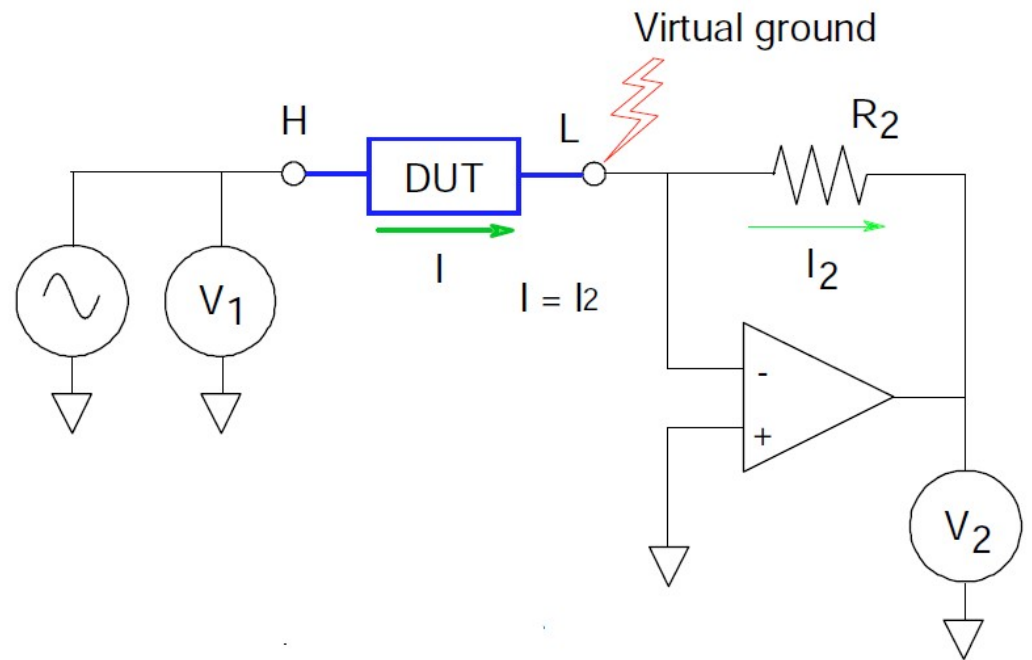 Virtual ground
H
DUT
L
R2
V1
I
I = I2
I2
-
+
V2